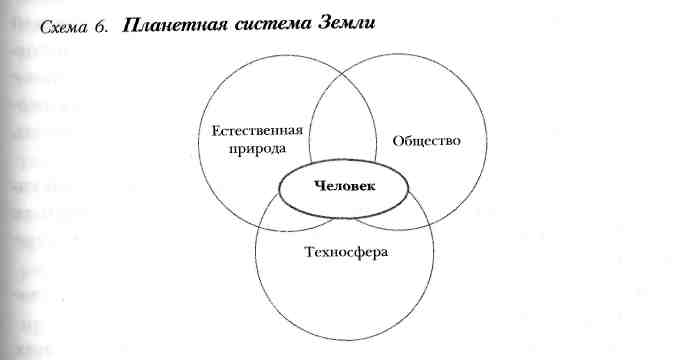 Схема 6. Планетная система Земли
Естественная
природа
Общество
Человек
Техносфера